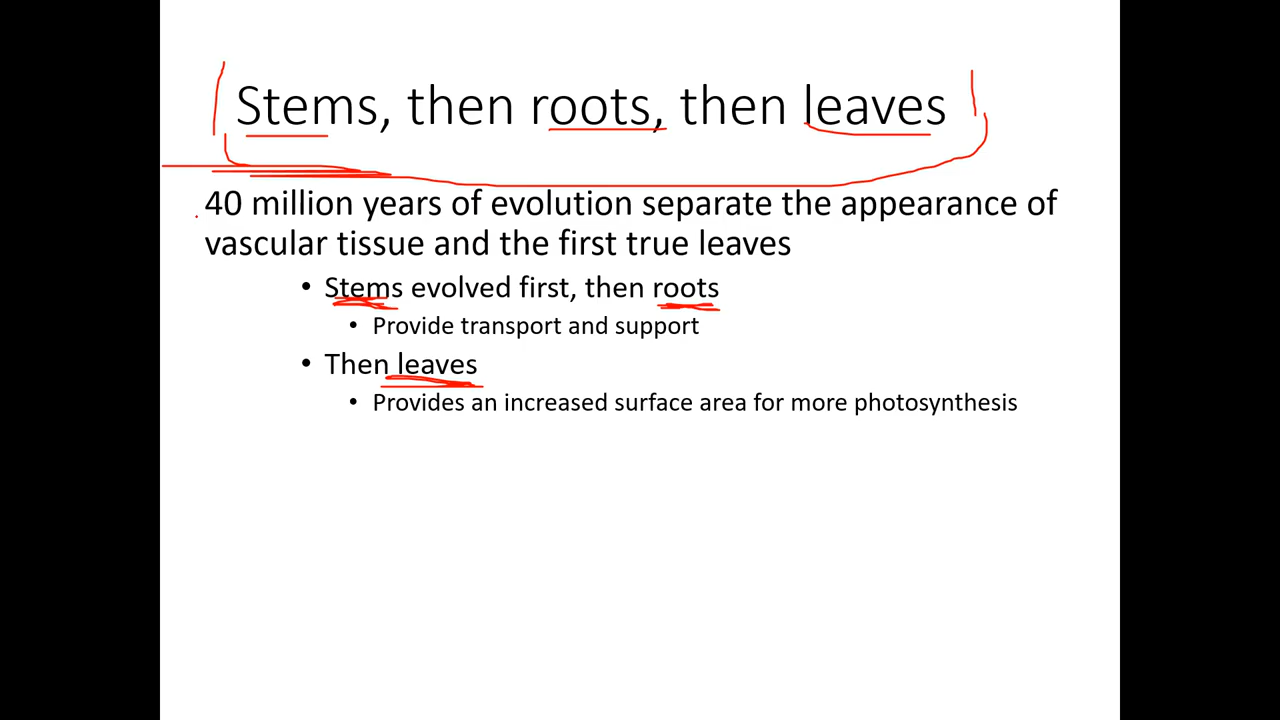 Stems, then roots, then leaves
40 million years of evolution separate the appearance of
vascular tissue and the first true leaves
• Stems evolved first, then roots
• Provide transport and support
• Then leaves
• Provides an increased surface area for more photosynthesis